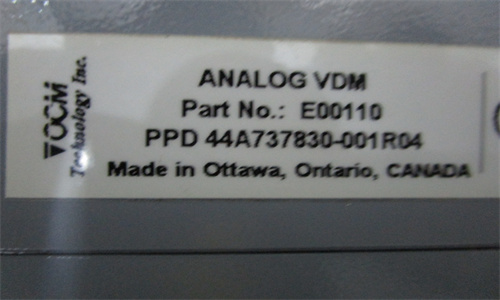 VOCM
Technology Inc.
ANALOG VDM
Part No.: E00110
PPD 44A737830-001R04
Made in Ottawa, Ontario, CANADA